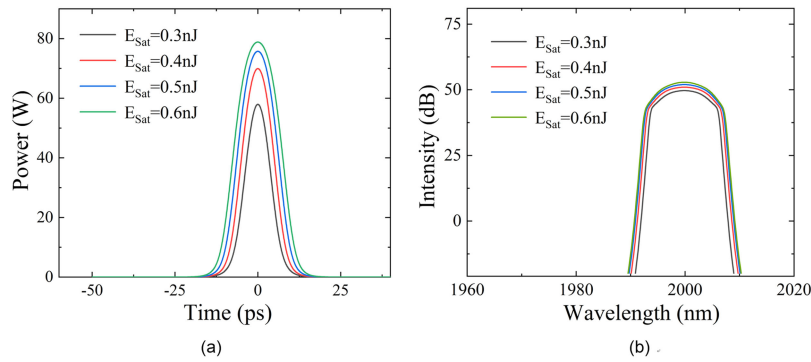 80
60
40
20
0
Power (W)
E_Sat=0.3nJ
E_Sat=0.4nJ
E_Sat=0.5nJ
E_Sat=0.6nJ
-50 -25 0 25
Time (ps)
(a)
75
50
25
0
Intensity (dB)
E_Sat=0.3nJ
E_Sat=0.4nJ
E_Sat=0.5nJ
E_Sat=0.6nJ
1960 1980 2000 2020
Wavelength (nm)
(b)